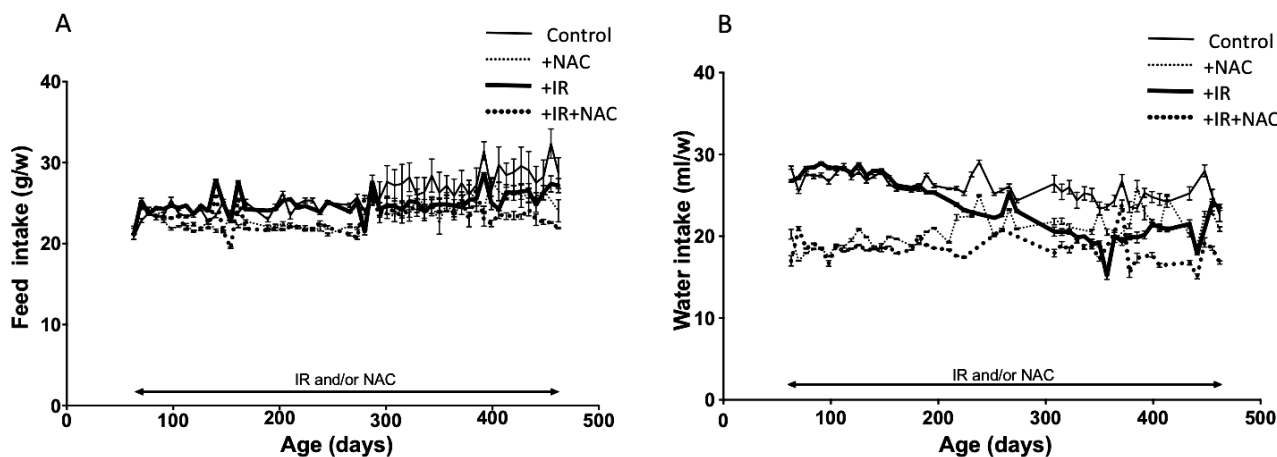 A
Control
+NAC
+IR
+IR+NAC
40
30
20
10
0
Feed intake (g/w)
IR and/or NAC
0 100 200 300 400 500
Age (days)
B
Control
+NAC
+IR
+IR+NAC
40
30
20
10
0
Water intake (ml/w)
IR and/or NAC
0 100 200 300 400 500
Age (days)